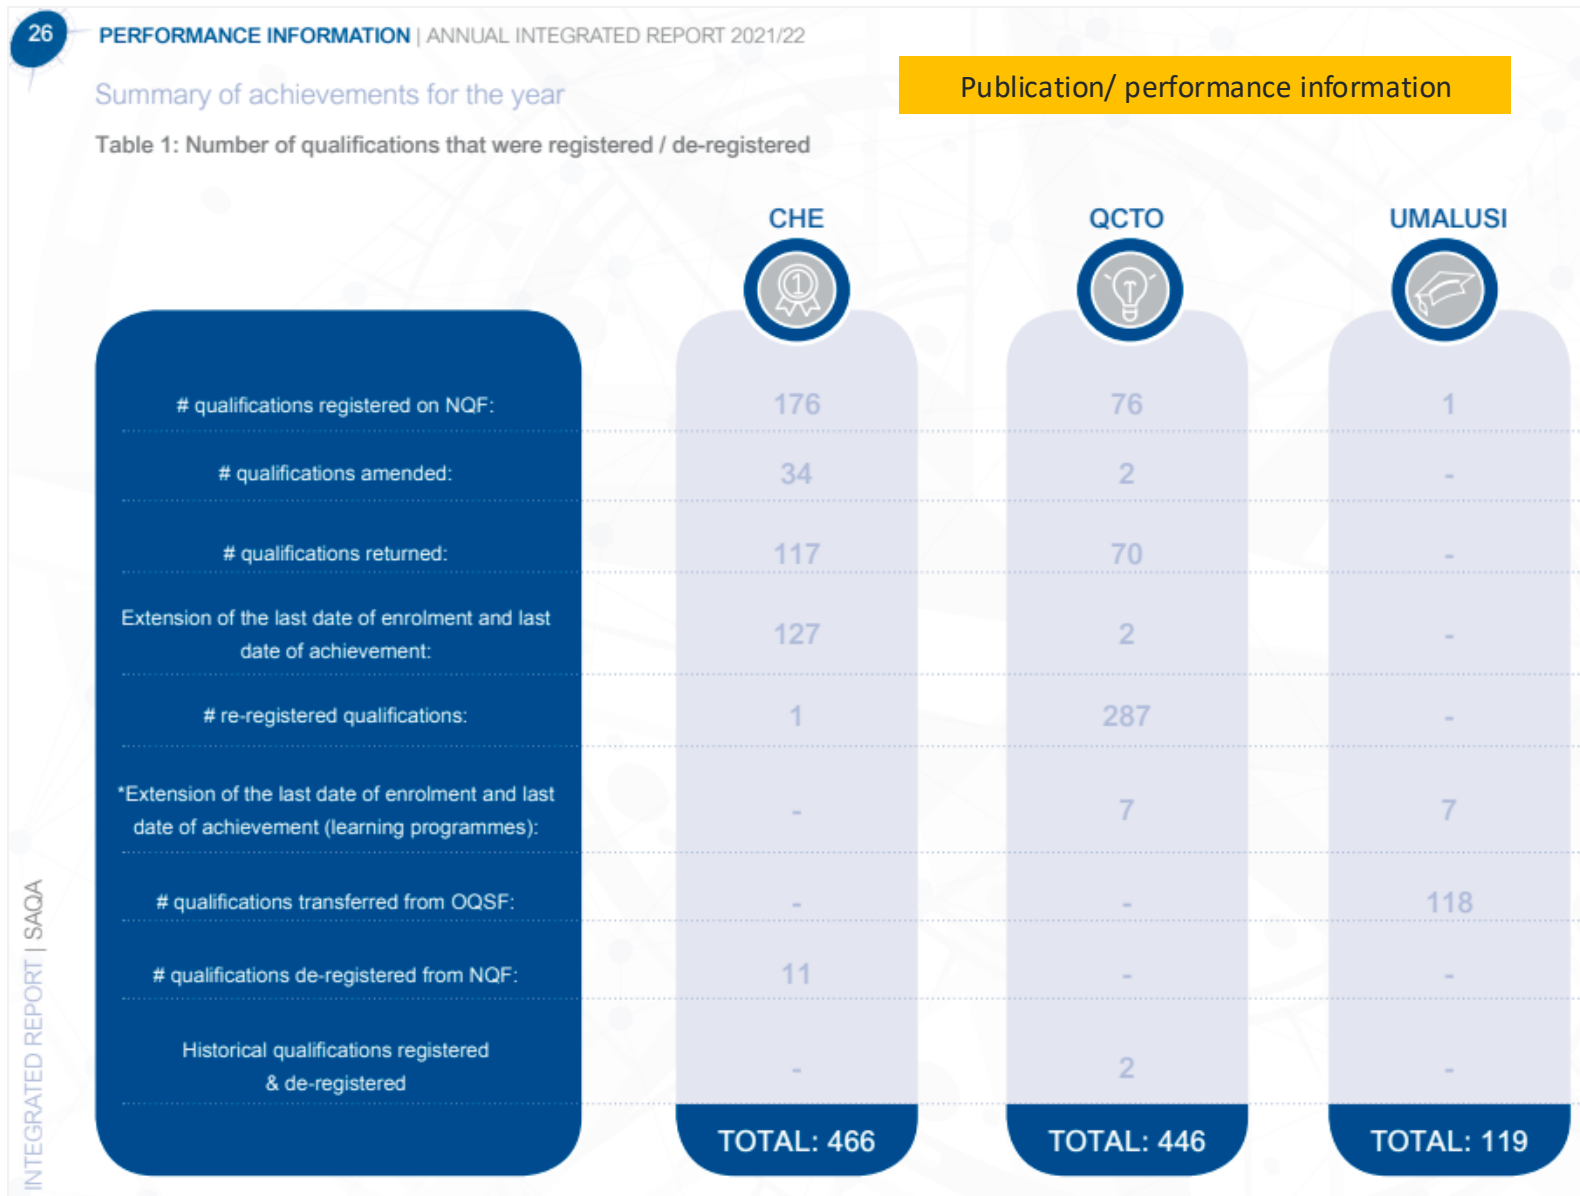 26
PERFORMANCE INFORMATION | ANNUAL INTEGRATED REPORT 2021/22
Publication/ performance information
Summary of achievements for the year
Table 1: Number of qualifications that were registered / de-registered
CHE QCTO UMALUSI
1
# qualifications registered on NQF: 176 76 1
# qualifications amended: 34 2 -
# qualifications returned: 117 70 -
Extension of the last date of enrolment and last
date of achievement: 127 2 -
# re-registered qualifications: 1 287 -
*Extension of the last date of enrolment and last
date of achievement (learning programmes): - 7 7
# qualifications transferred from OQSF: - - 118
# qualifications de-registered from NQF: 11 - -
Historical qualifications registered
& de-registered - 2 -
TOTAL: 466 TOTAL: 446 TOTAL: 119
INTEGRATED REPORT | SAQA